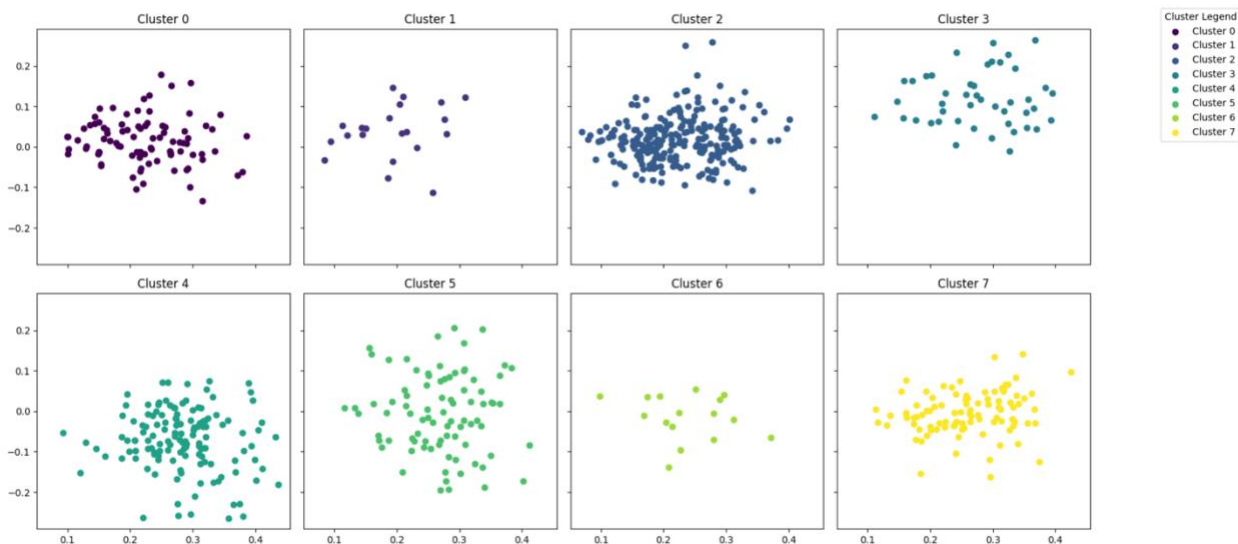 Cluster 0
Cluster 1
Cluster 2
Cluster 3
0.2
0.1
0.0
−0.1
−0.2
Cluster 4
Cluster 5
Cluster 6
Cluster 7
0.2
0.1
0.0
−0.1
−0.2
0.1 0.2 0.3 0.4
0.1 0.2 0.3 0.4
0.1 0.2 0.3 0.4
0.1 0.2 0.3 0.4
Cluster Legend
Cluster 0
Cluster 1
Cluster 2
Cluster 3
Cluster 4
Cluster 5
Cluster 6
Cluster 7